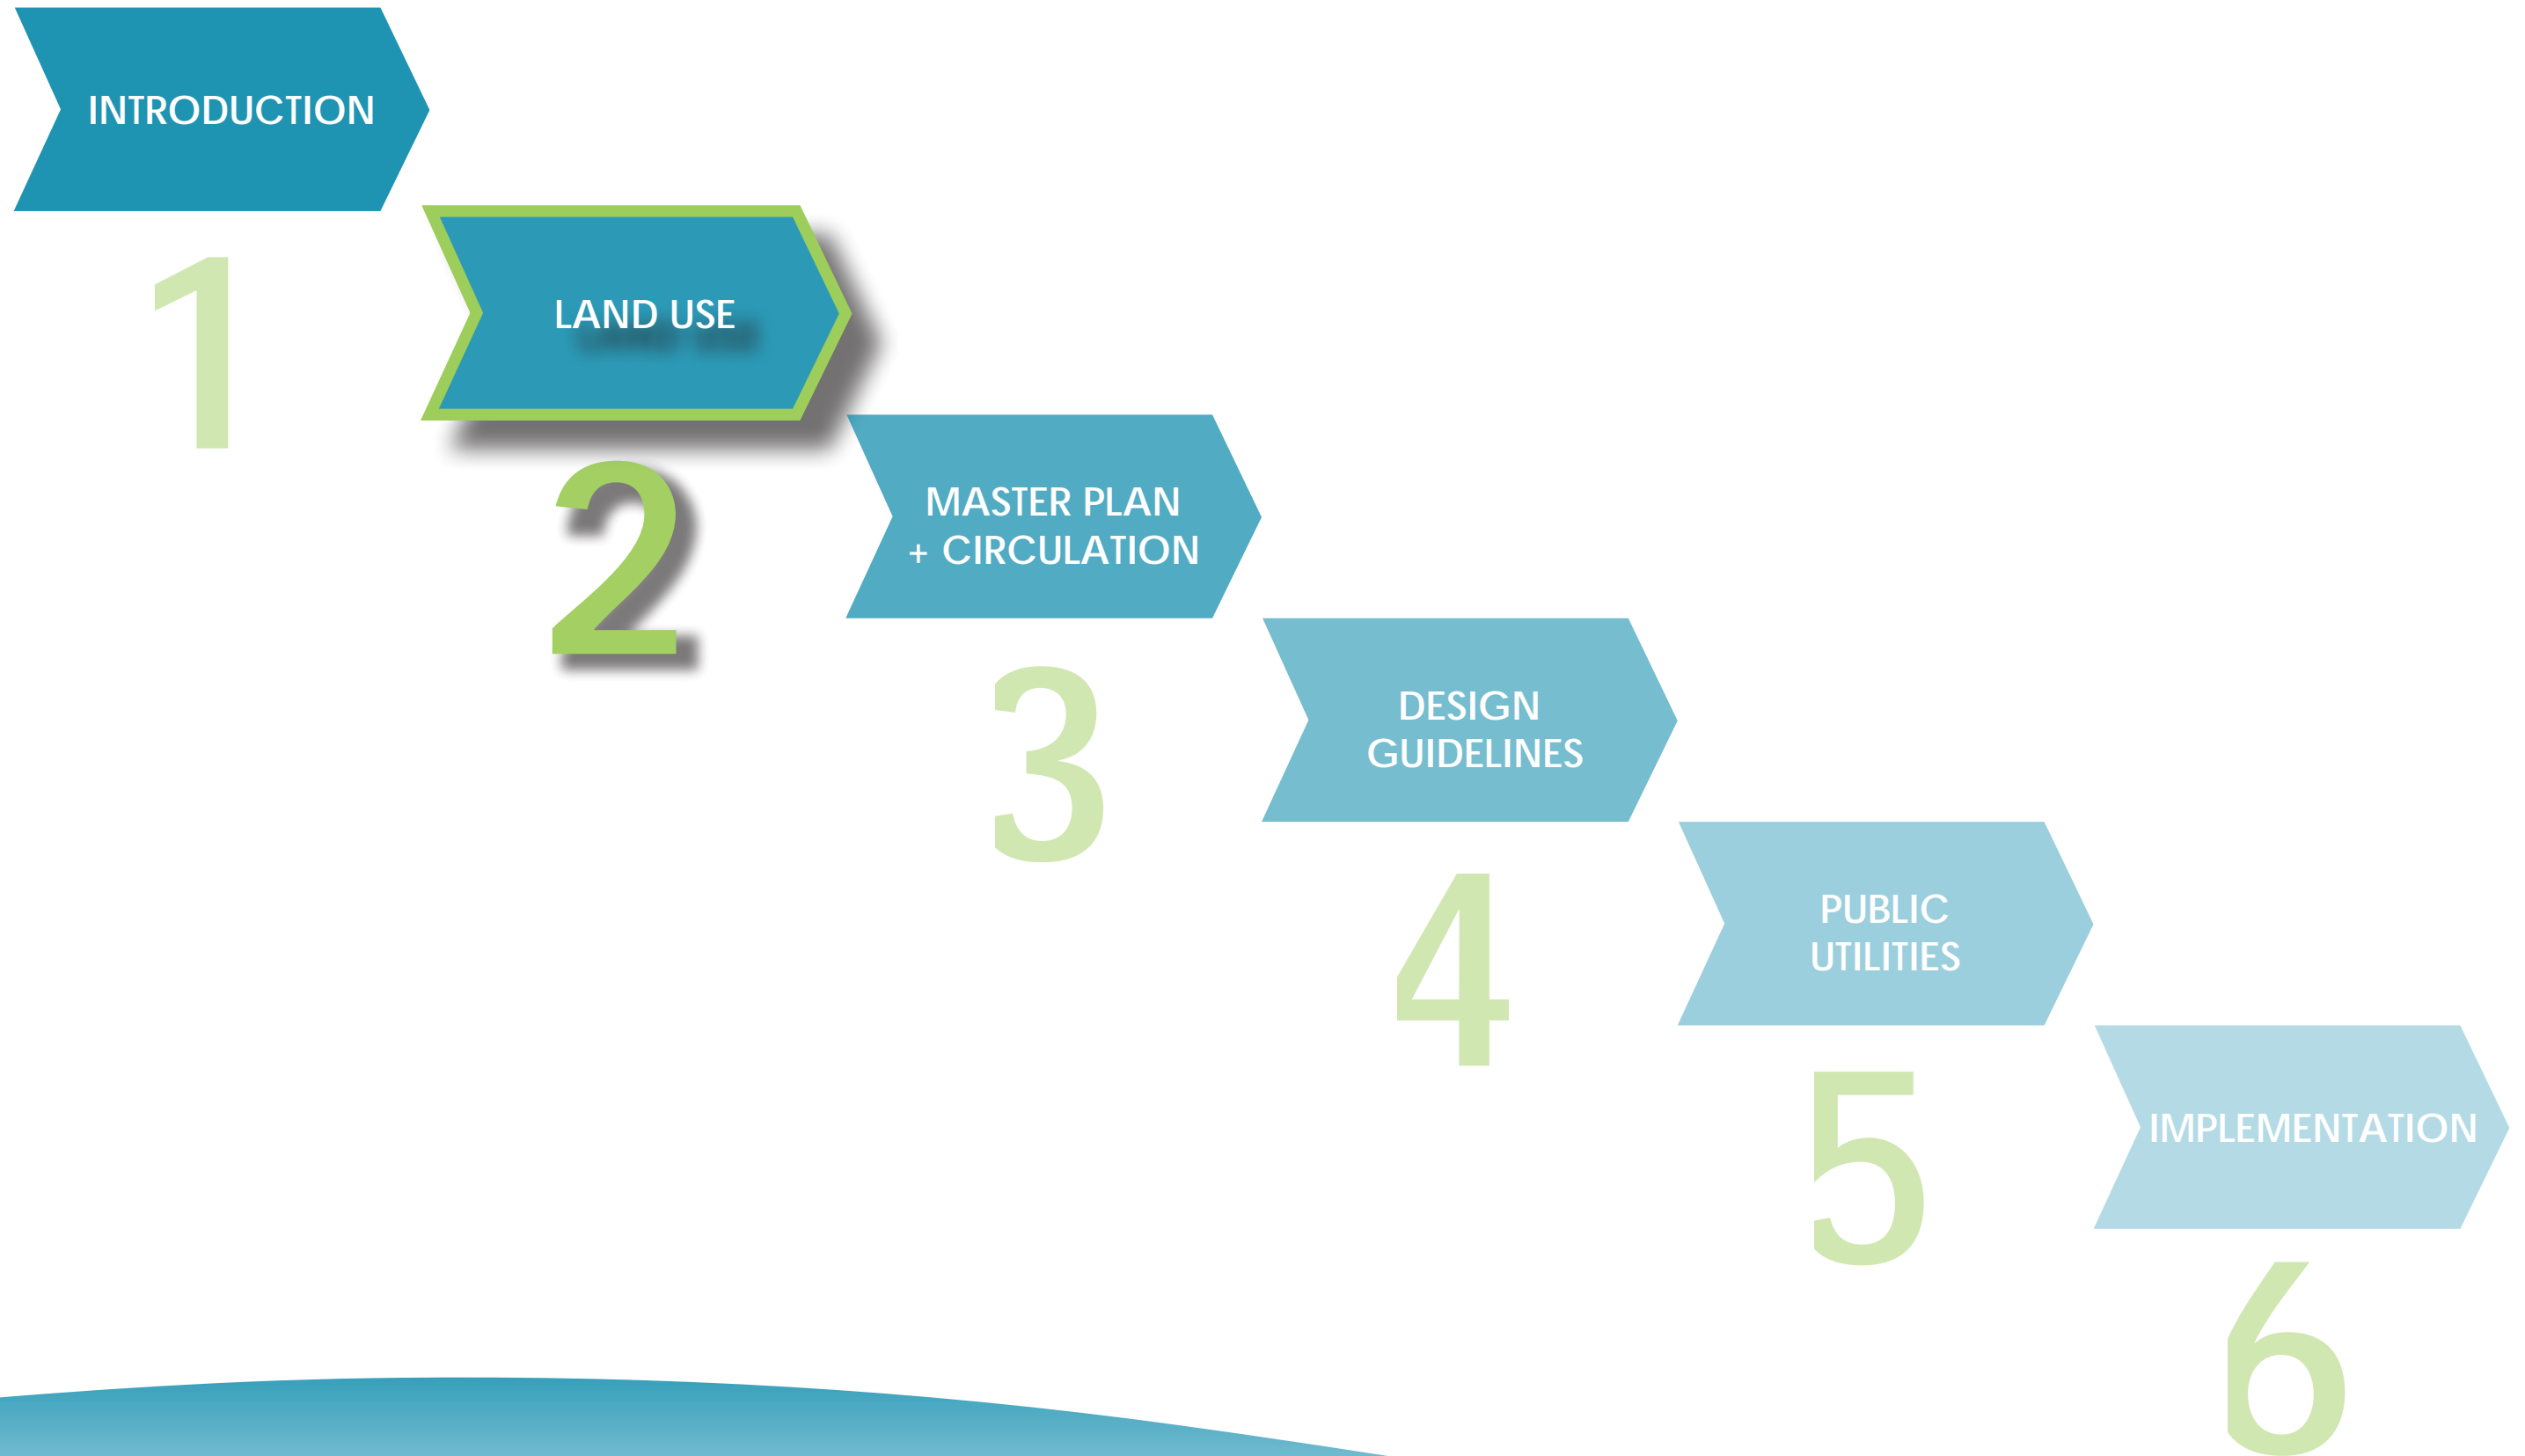 INTRODUCTION
1
LAND USE
2
MASTER PLAN
+ CIRCULATION
3
DESIGN
GUIDELINES
4
PUBLIC
UTILITIES
5
IMPLEMENTATION
6